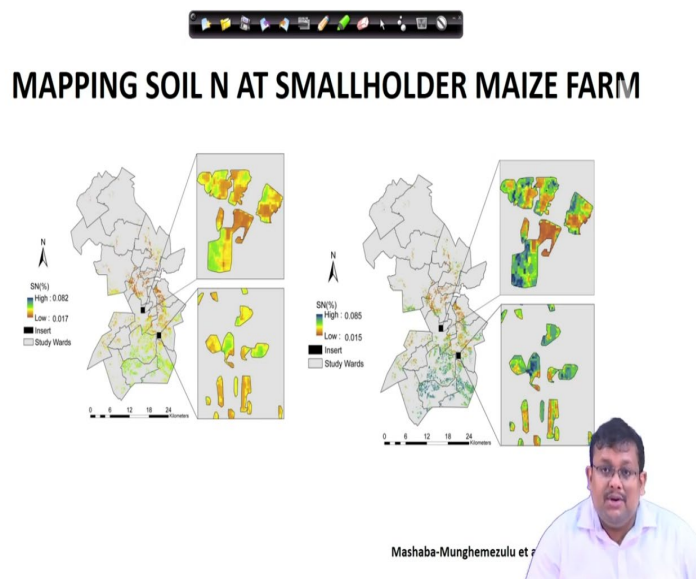 MAPPING SOIL N AT SMALLHOLDER MAIZE FARM
N
SN(%)
High : 0.082
Low : 0.017
Insert
Study Wards
0 6 12 18 24
Kilometers
N
SN(%)
High : 0.085
Low : 0.015
Insert
Study Wards
0 6 12 18 24
Kilometers
Mashaba-Munghemezulu et